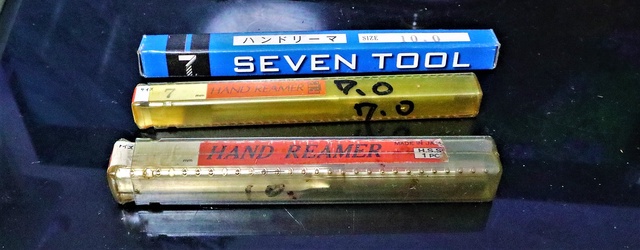 ハンドリーマ SIZE 10.0
7 SEVEN TOOL
7 HAND REAMER 7.0
7.0
HAND REAMER H.S.S
1 PC